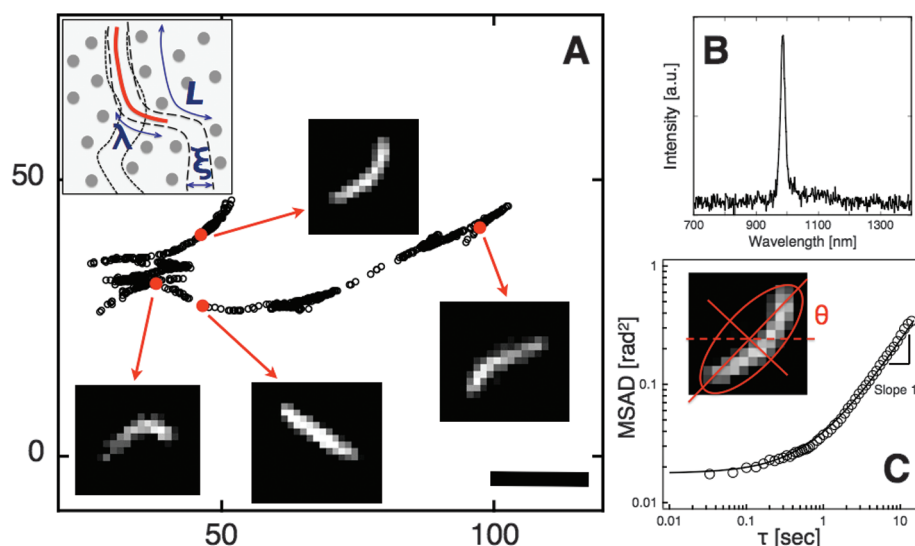 A
L
λ
ξ
50
0
50
100
B
Intensity [a.u.]
700
900
1100
1300
Wavelength [nm]
C
MSAD [rad²]
1
0.1
0.01
θ
Slope 1
0.01
0.1
1
10
τ [sec]